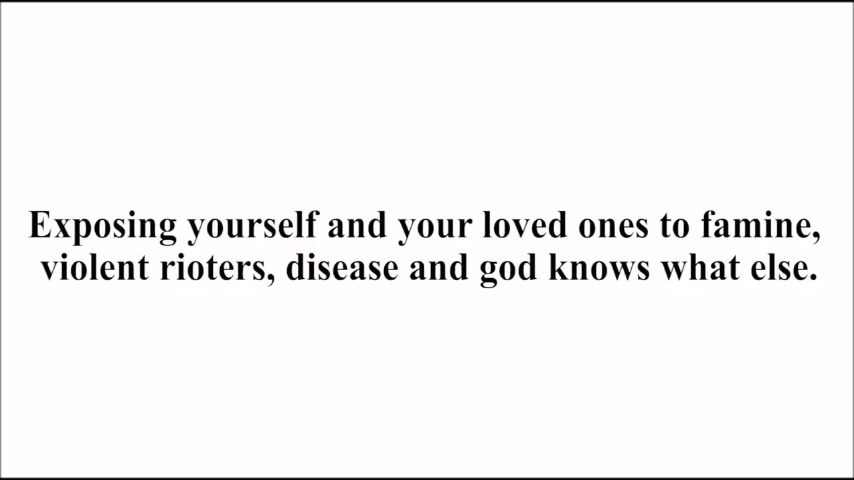 Exposing yourself and your loved ones to famine,
violent rioters, disease and god knows what else.